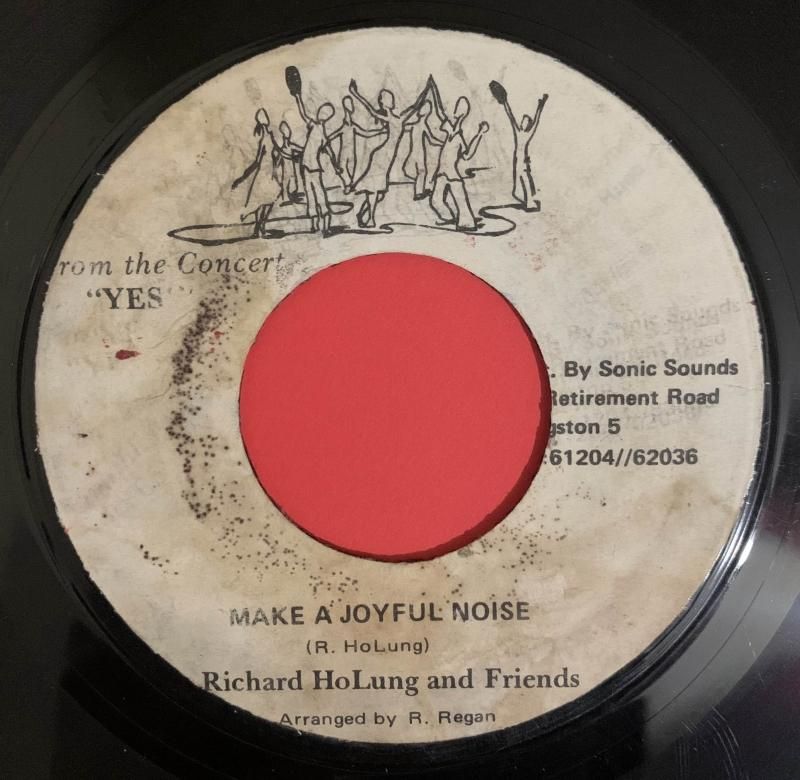 rom the Concert
"YES"
. By Sonic Sounds
Retirement Road
gston 5
61204//62036
MAKE A JOYFUL NOISE
(R. HoLung)
Richard HoLung and Friends
Arranged by R. Regan